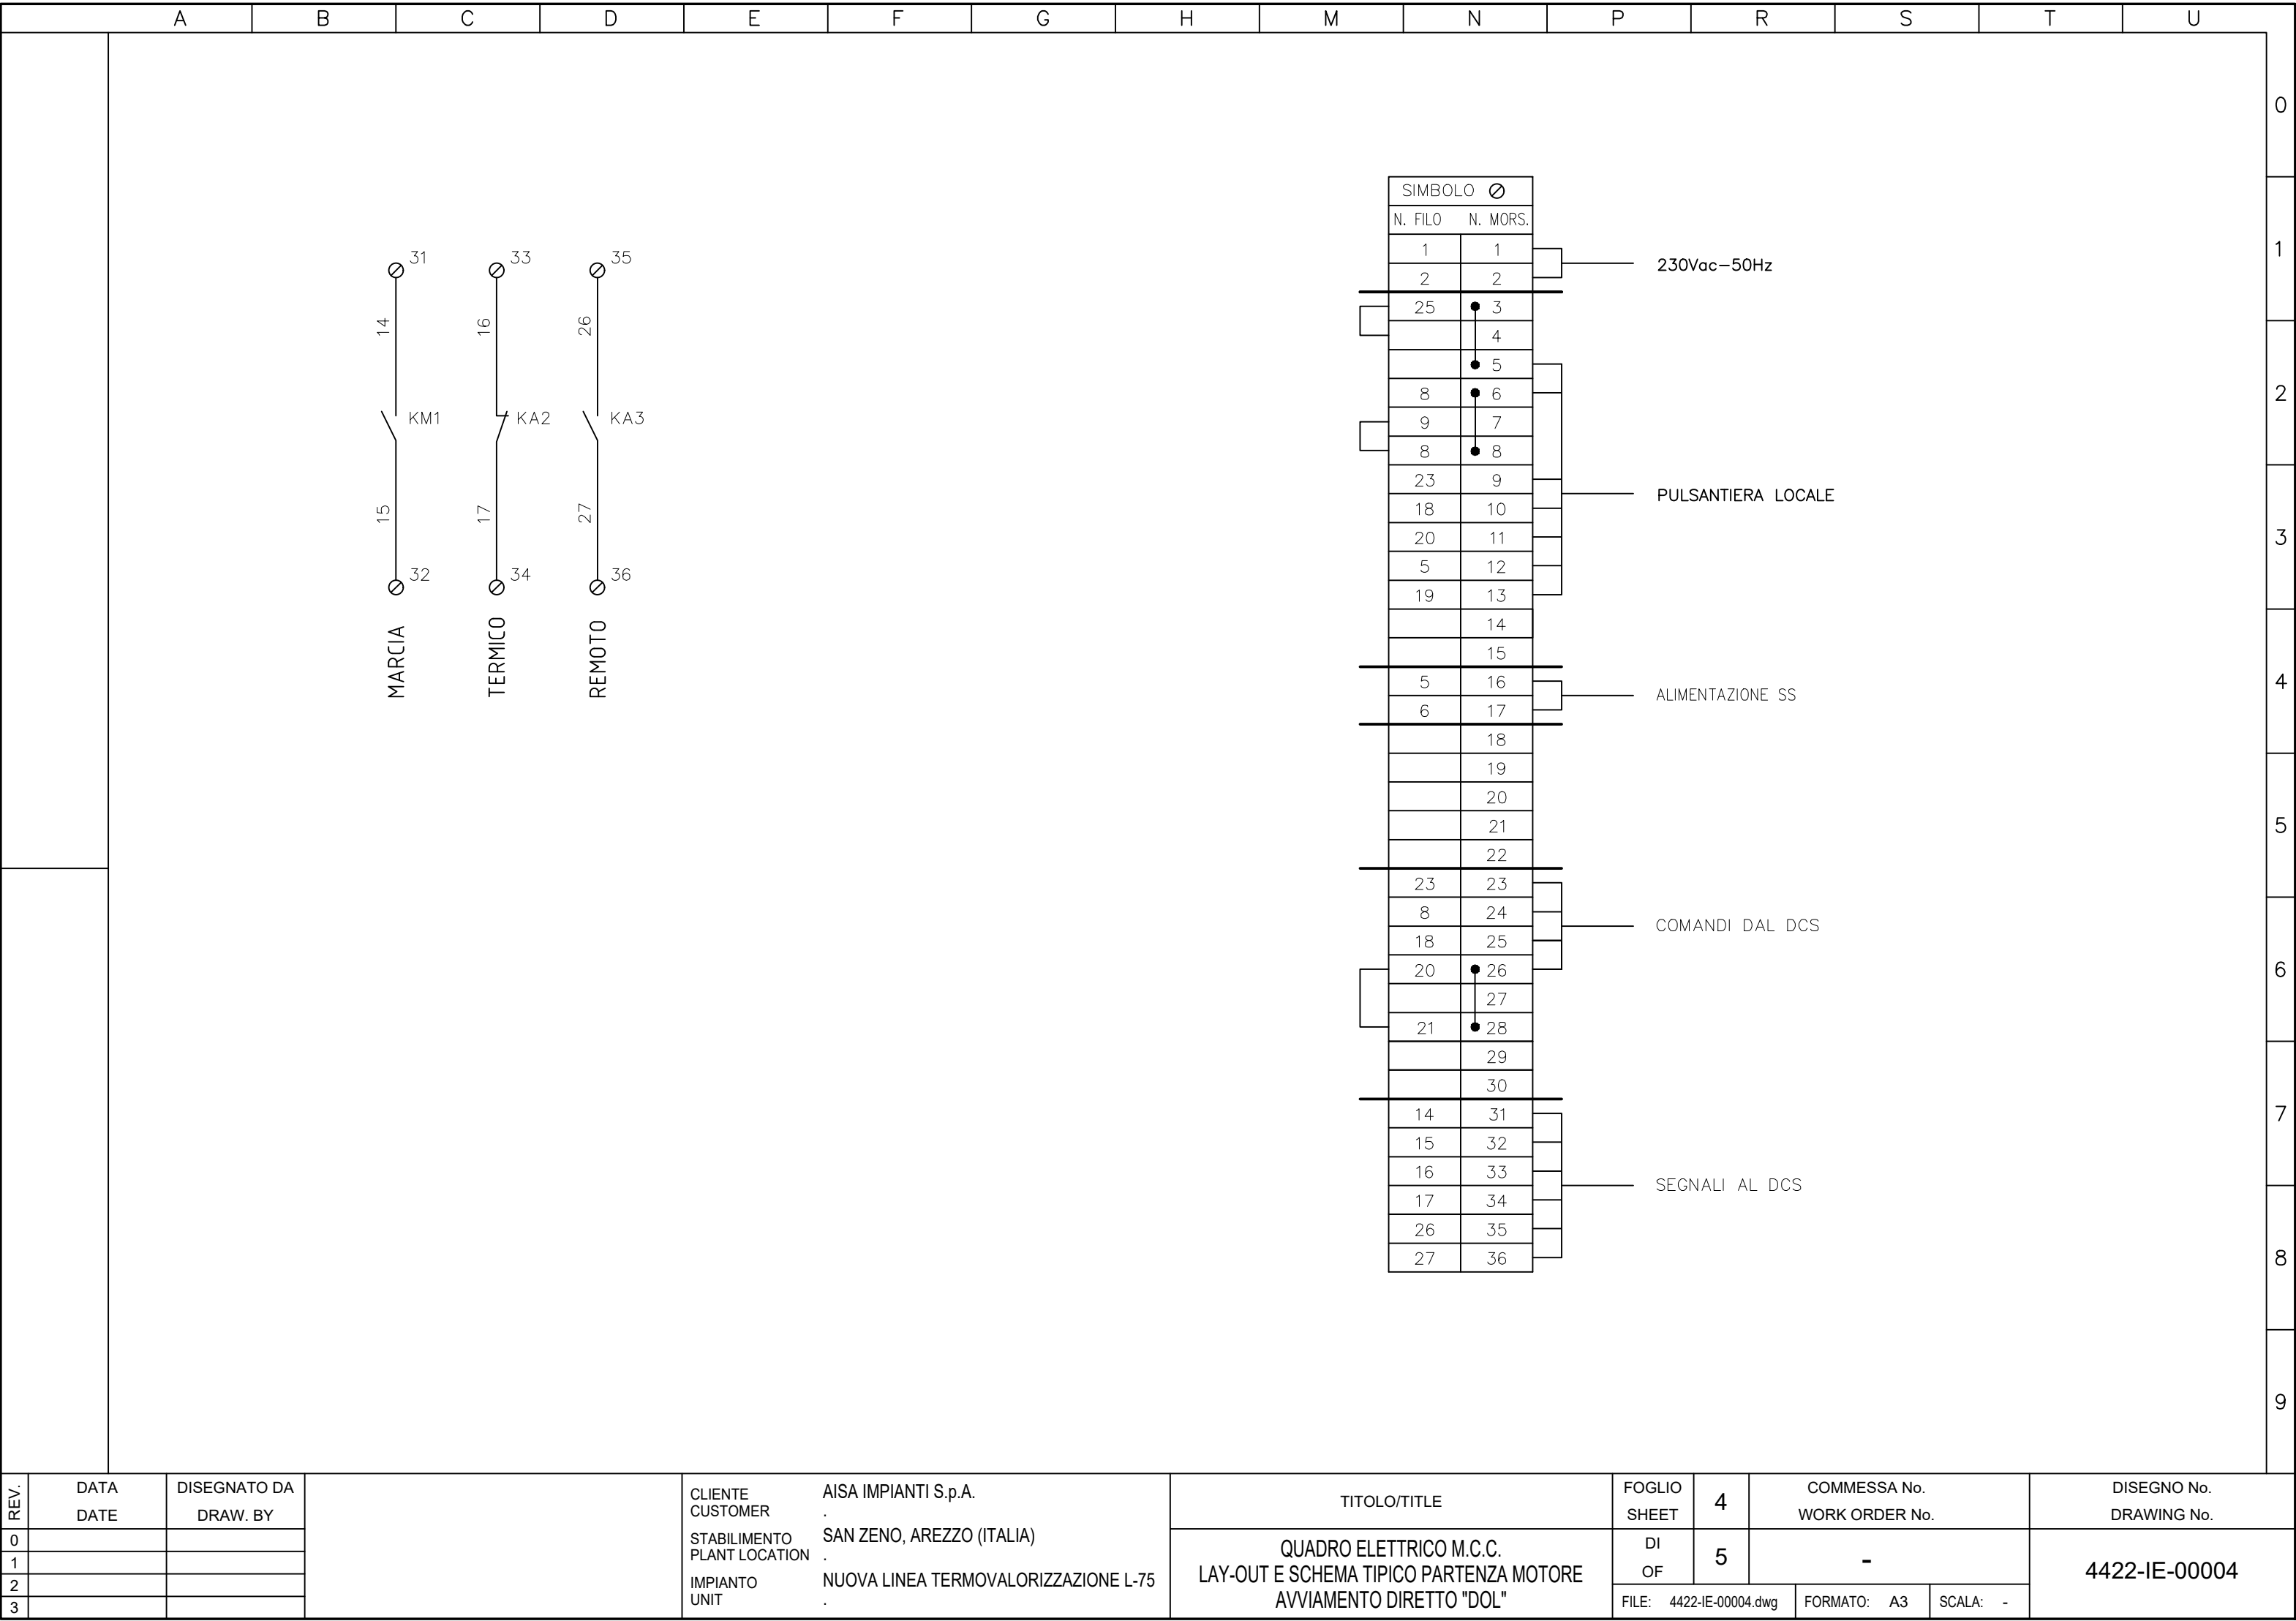 A B C D E F G H M N P R S T U
0
1
2
3
4
5
6
7
8
9
31 33 35
14 16 26
KM1 KA2 KA3
15 17 27
32 34 36
MARCIA TERMICO REMOTO
SIMBOLO
N. FILO N. MORS.
1 1
2 2
230Vac-50Hz
25 3
4
5
8 6
9 7
8 8
23 9
PULSANTIERA LOCALE
18 10
20 11
5 12
19 13
14
15
5 16
ALIMENTAZIONE SS
6 17
18
19
20
21
22
23 23
8 24
COMANDI DAL DCS
18 25
20 26
27
21 28
29
30
14 31
15 32
16 33
SEGNALI AL DCS
17 34
26 35
27 36
REV.
DATA
DATE
DISEGNATO DA
DRAW. BY
0
1
2
3
CLIENTE AISA IMPIANTI S.p.A.
CUSTOMER .
STABILIMENTO SAN ZENO, AREZZO (ITALIA)
PLANT LOCATION .
IMPIANTO NUOVA LINEA TERMOVALORIZZAZIONE L-75
UNIT .
TITOLO/TITLE
QUADRO ELETTRICO M.C.C.
LAY-OUT E SCHEMA TIPICO PARTENZA MOTORE
AVVIAMENTO DIRETTO "DOL"
FOGLIO
SHEET
4
DI
OF
5
COMMESSA No.
WORK ORDER No.
-
DISEGNO No.
DRAWING No.
4422-IE-00004
FILE: 4422-IE-00004.dwg FORMATO: A3 SCALA: -